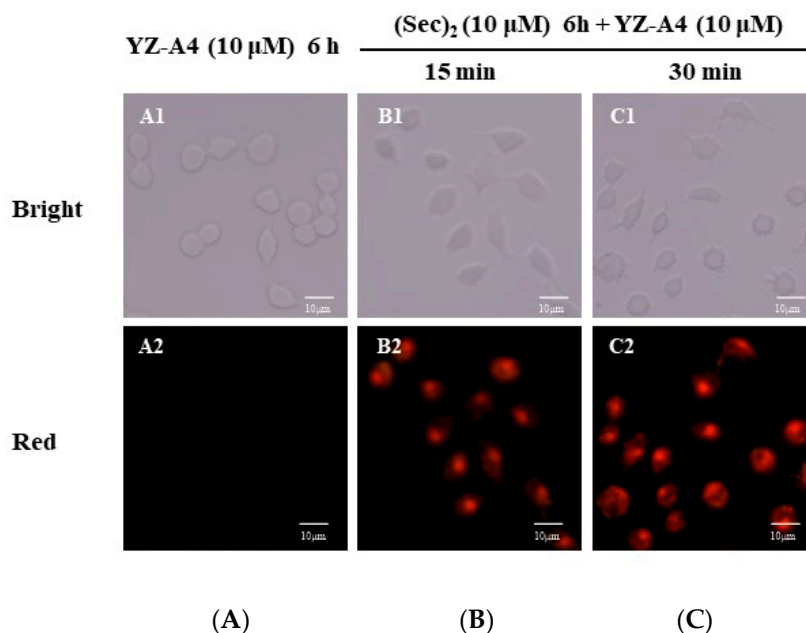 (Sec)₂ (10 μM) 6h + YZ-A4 (10 μM)
YZ-A4 (10 μM) 6 h
15 min
30 min
A1
B1
C1
Bright
10μm
10μm
10μm
A2
B2
C2
Red
10μm
10μm
10μm
(A)
(B)
(C)